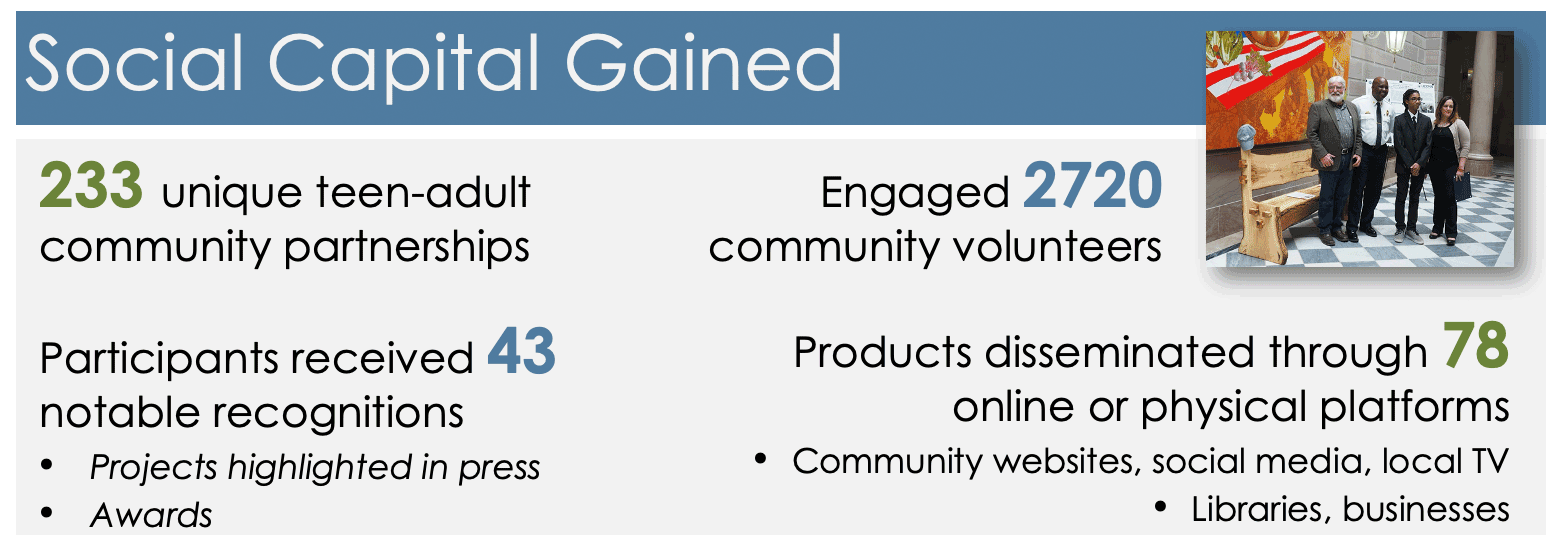 Social Capital Gained
233 unique teen-adult
community partnerships
Engaged 2720
community volunteers
Participants received 43
notable recognitions
• Projects highlighted in press
• Awards
Products disseminated through 78
online or physical platforms
• Community websites, social media, local TV
• Libraries, businesses